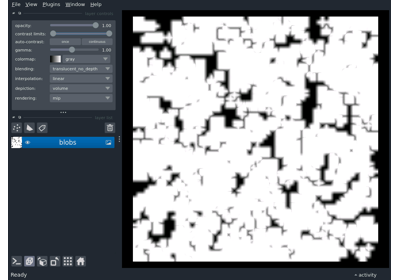 File View Plugins Window Help
opacity: 1.00
contrast limits:
auto-contrast: once continuous
gamma: 1.00
colormap: gray
blending: translucent_no_depth
interpolation: linear
depiction: volume
rendering: mip
blobs
Ready
activity